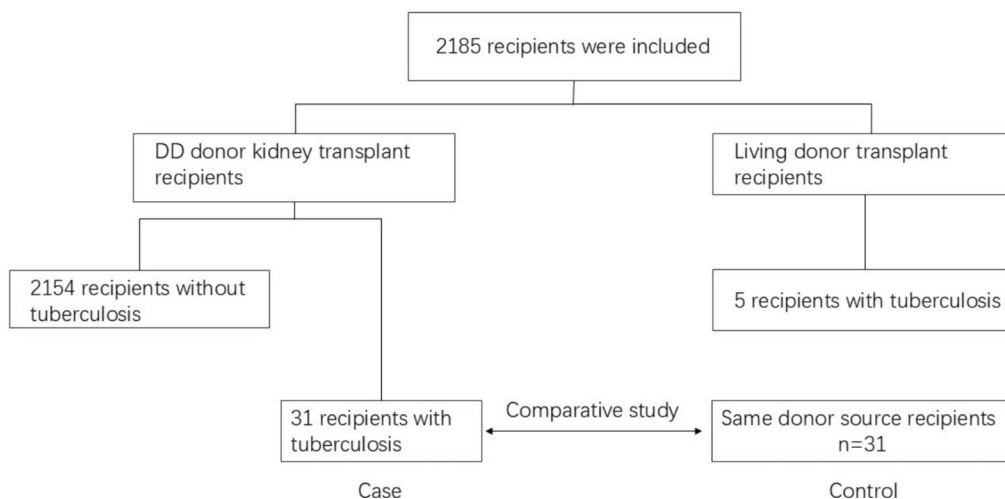 2185 recipients were included
DD donor kidney transplant
recipients
Living donor transplant
recipients
2154 recipients without
tuberculosis
5 recipients with tuberculosis
31 recipients with
tuberculosis
Comparative study
Same donor source recipients
n=31
Case
Control